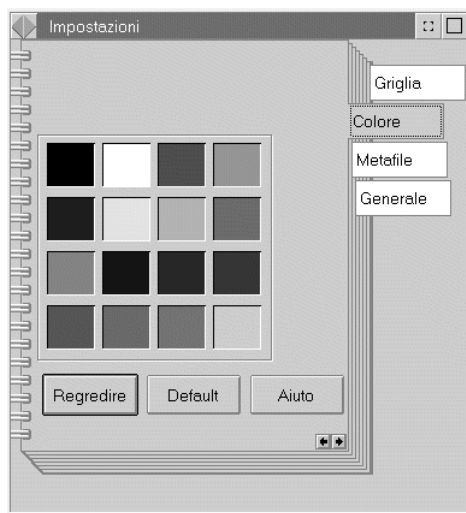 Impostazioni
Griglia
Colore
Metafile
Generale
Regredire Default Aiuto